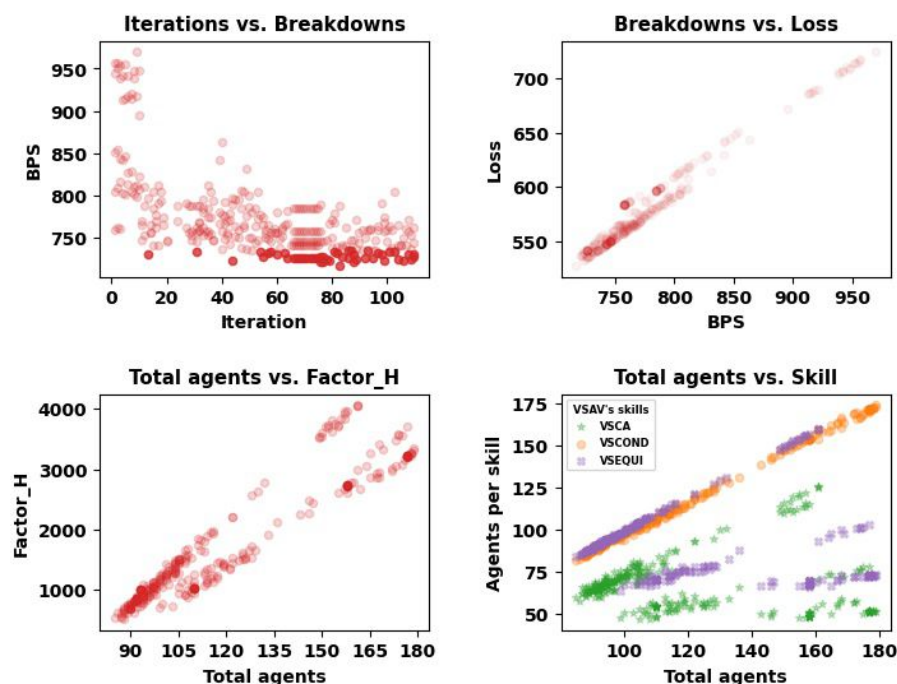 Iterations vs. Breakdowns
BPS
950
900
850
800
750
0 20 40 60 80 100
Iteration
Breakdowns vs. Loss
Loss
700
650
600
550
750 800 850 900 950
BPS
Total agents vs. Factor_H
Factor_H
4000
3000
2000
1000
90 105 120 135 150 165 180
Total agents
Total agents vs. Skill
Agents per skill
175
150
125
100
75
50
VSAV's skills
VSCA
VSCOND
VSEQUI
100 120 140 160 180
Total agents